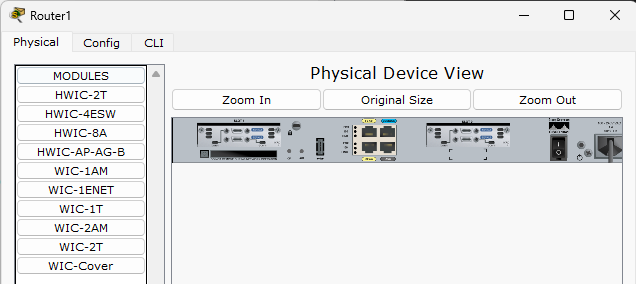 Router1
Physical Config CLI
MODULES
HWIC-2T
HWIC-4ESW
HWIC-8A
HWIC-AP-AG-B
WIC-1AM
WIC-1ENET
WIC-1T
WIC-2AM
WIC-2T
WIC-Cover
Physical Device View
Zoom In Original Size Zoom Out